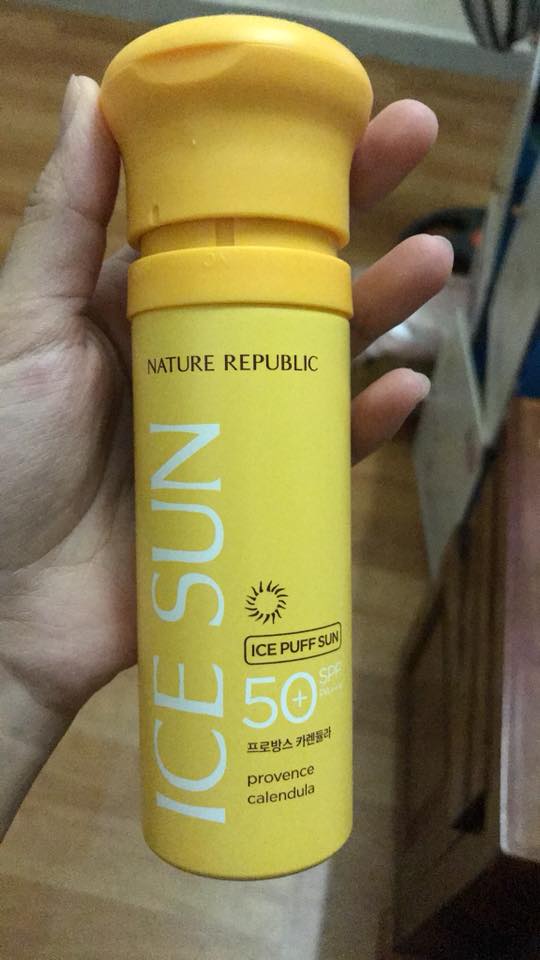 NATURE REPUBLIC
ICE SUN
ICE PUFF SUN
50+ SPF
프로방스 카렌듈라
provence
calendula